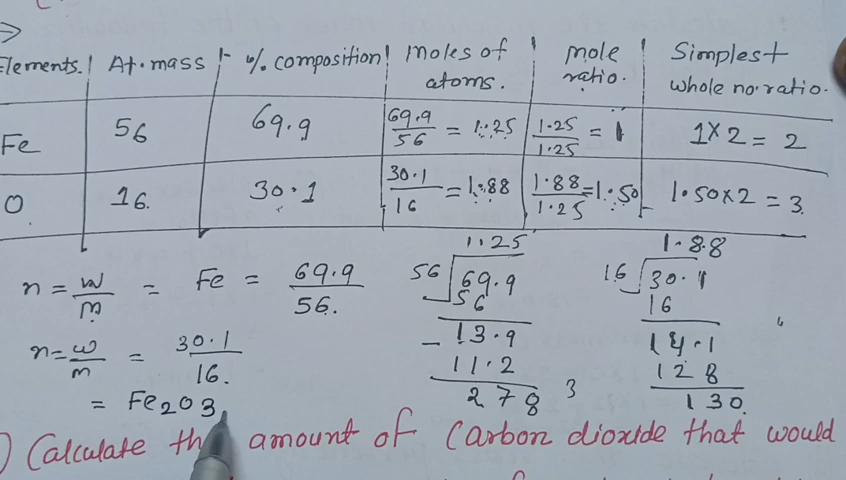 =>
Elements. At. mass % composition Moles of atoms. mole ratio. Simplest whole no. ratio.
Fe 56 69.9 69.9/56 = 1.25 1.25/1.25 = 1 1×2 = 2
O 16. 30.1 30.1/16 = 1.88 1.88/1.25 = 1.50 1.50×2 = 3.
1.25 1.88
n = w/m = Fe = 69.9/56. 56 69.9 16 30.1
56 16
n = w/m = 30.1/16. 13.9 14.1
11.2 128
= Fe2O3 278 3 130
) Calculate the amount of Carbon dioxide that would